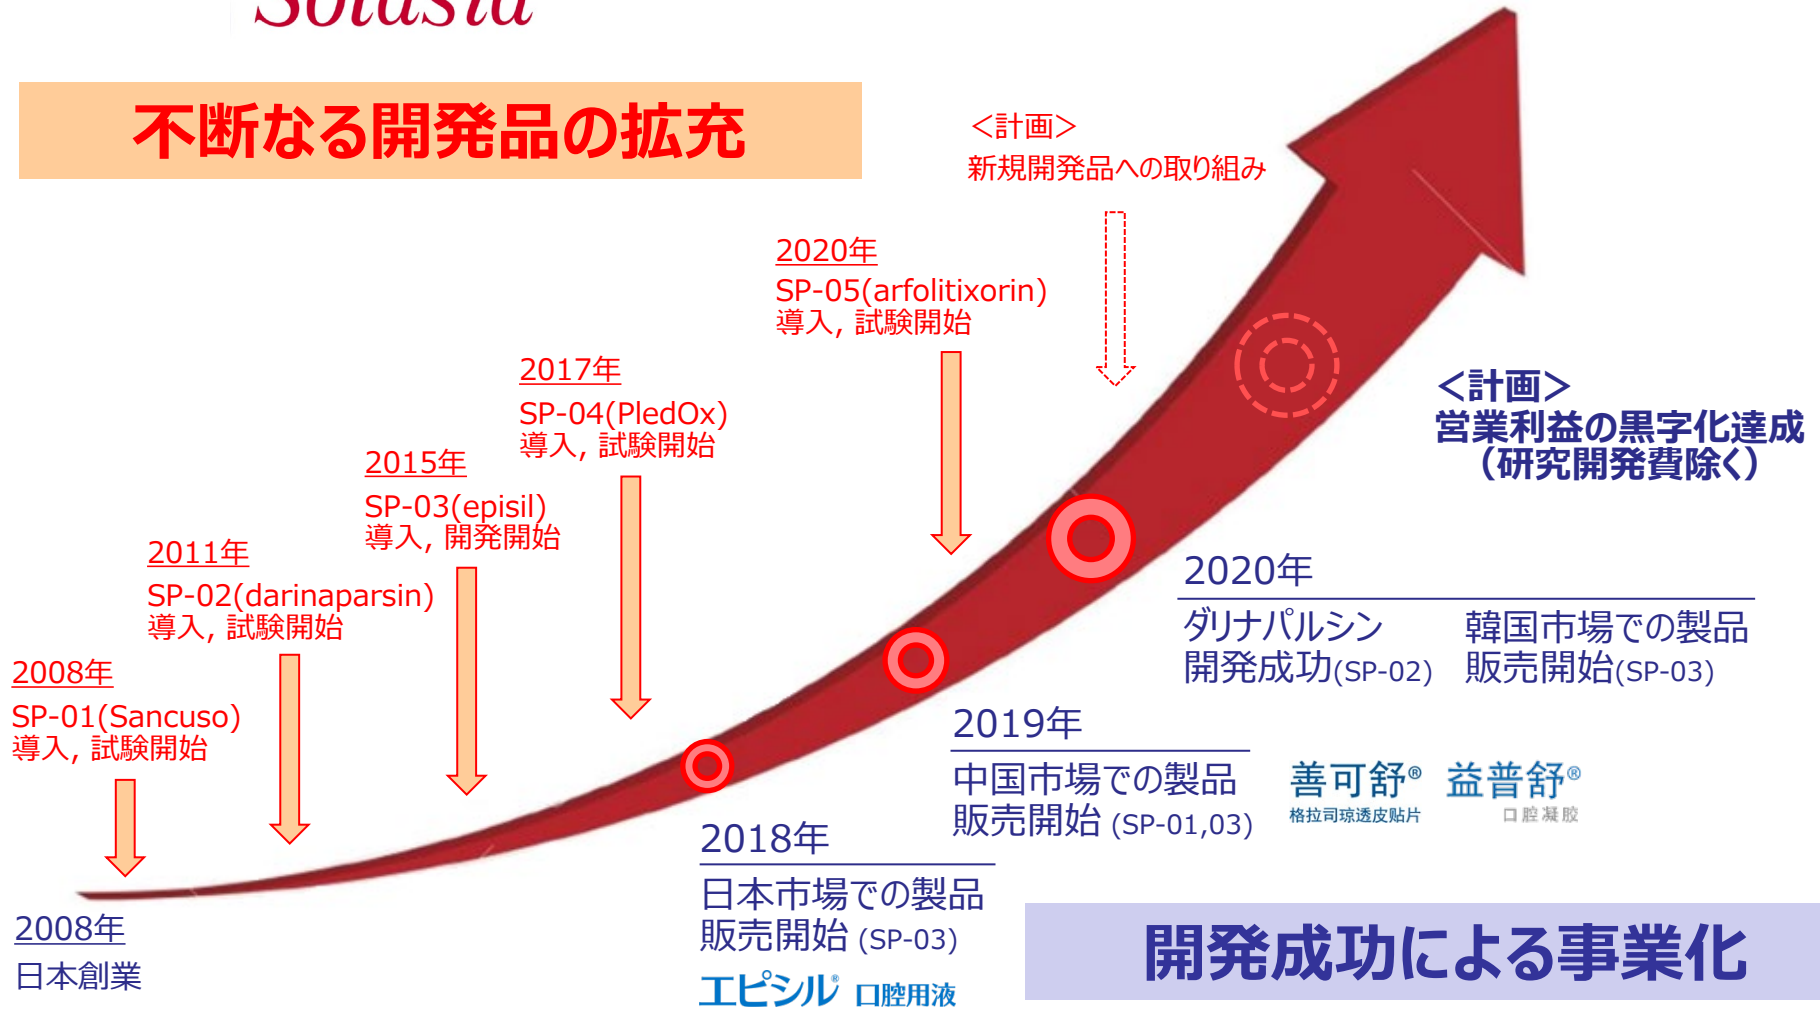 Solasia
不断なる開発品の拡充
＜計画＞
新規開発品への取り組み
2020年
SP-05(arfolitixorin)
導入, 試験開始
2017年
SP-04(PledOx)
導入, 試験開始
2015年
SP-03(episil)
導入, 開発開始
2011年
SP-02(darinaparsin)
導入, 試験開始
2008年
SP-01(Sancuso)
導入, 試験開始
2008年
日本創業
2018年
日本市場での製品
販売開始 (SP-03)
エピシル® 口腔用液
2019年
中国市場での製品
販売開始 (SP-01,03)
善可舒®
格拉司琼透皮贴片
益普舒®
口腔凝胶
2020年
ダリナパルシン
開発成功(SP-02)
韓国市場での製品
販売開始(SP-03)
＜計画＞
営業利益の黒字化達成
（研究開発費除く）
開発成功による事業化